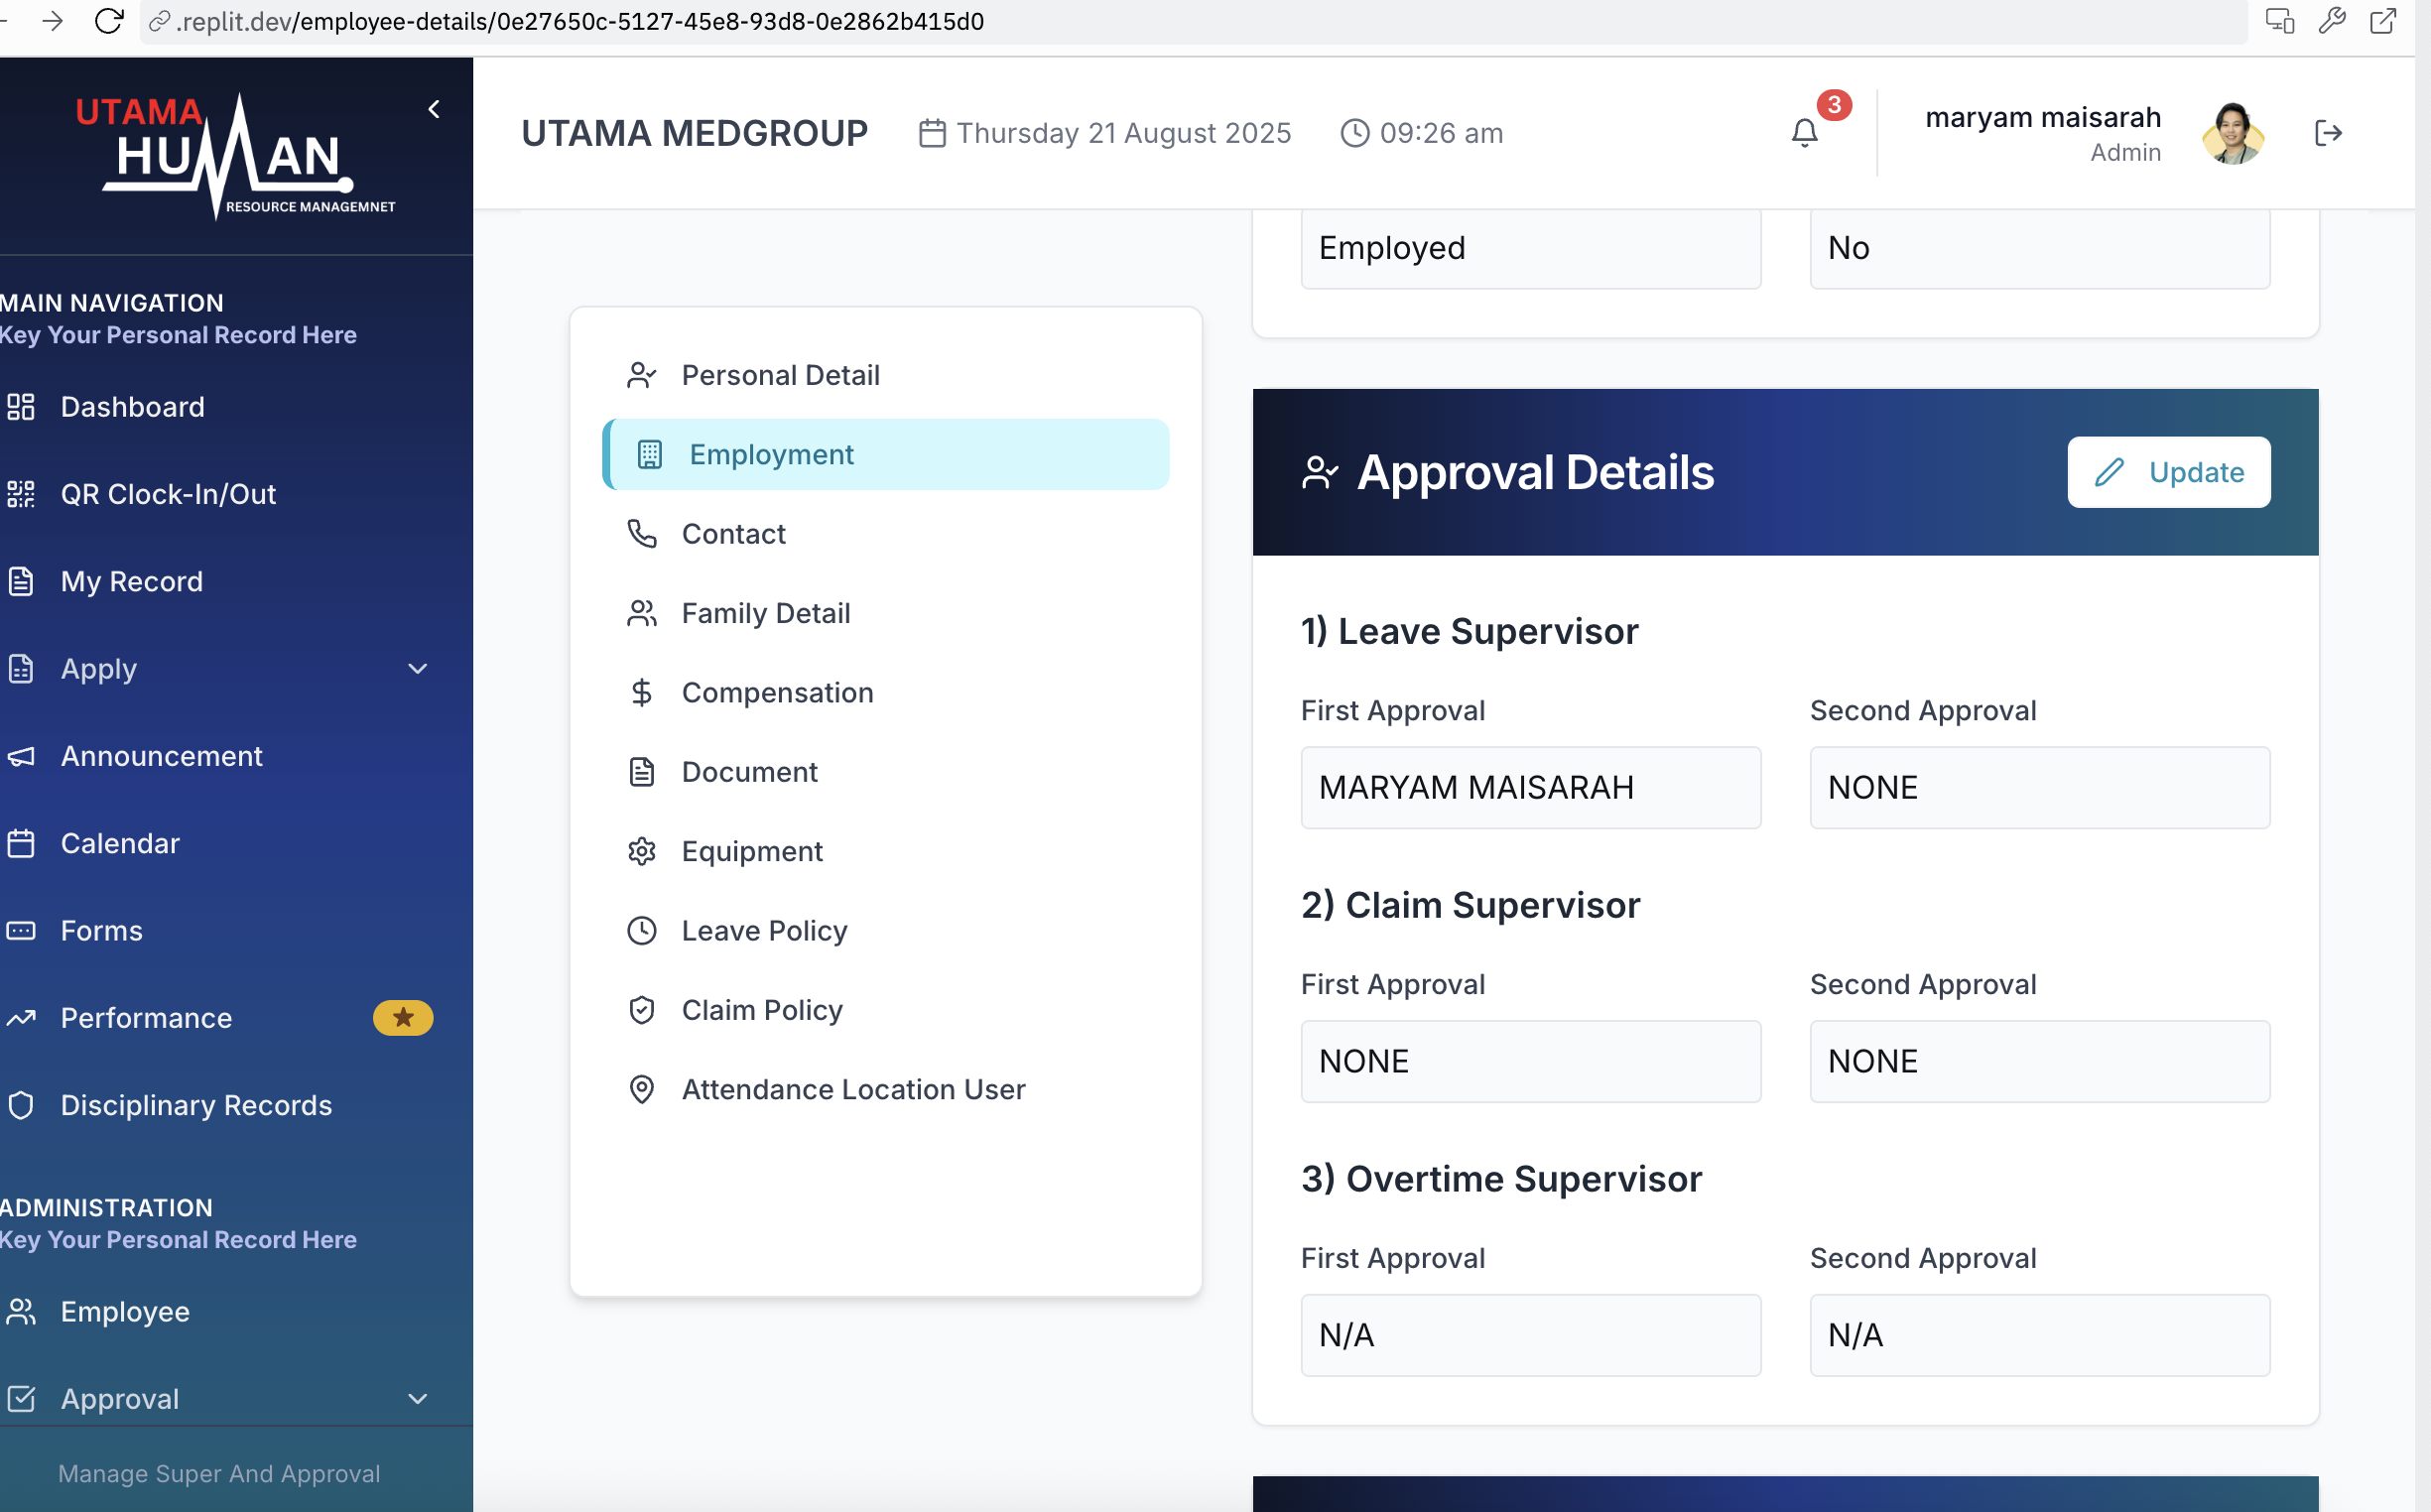 .replit.dev/employee-details/0e27650c-5127-45e8-93d8-0e2862b415d0
UTAMA
HUMAN
RESOURCE MANAGEMNET
MAIN NAVIGATION
Key Your Personal Record Here
Dashboard
QR Clock-In/Out
My Record
Apply
Announcement
Calendar
Forms
Performance
Disciplinary Records
ADMINISTRATION
Key Your Personal Record Here
Employee
Approval
Manage Super And Approval
UTAMA MEDGROUP
Thursday 21 August 2025
09:26 am
3
maryam maisarah
Admin
Personal Detail
Employment
Contact
Family Detail
Compensation
Document
Equipment
Leave Policy
Claim Policy
Attendance Location User
Employed
No
Approval Details
Update
1) Leave Supervisor
First Approval
Second Approval
MARYAM MAISARAH
NONE
2) Claim Supervisor
First Approval
Second Approval
NONE
NONE
3) Overtime Supervisor
First Approval
Second Approval
N/A
N/A